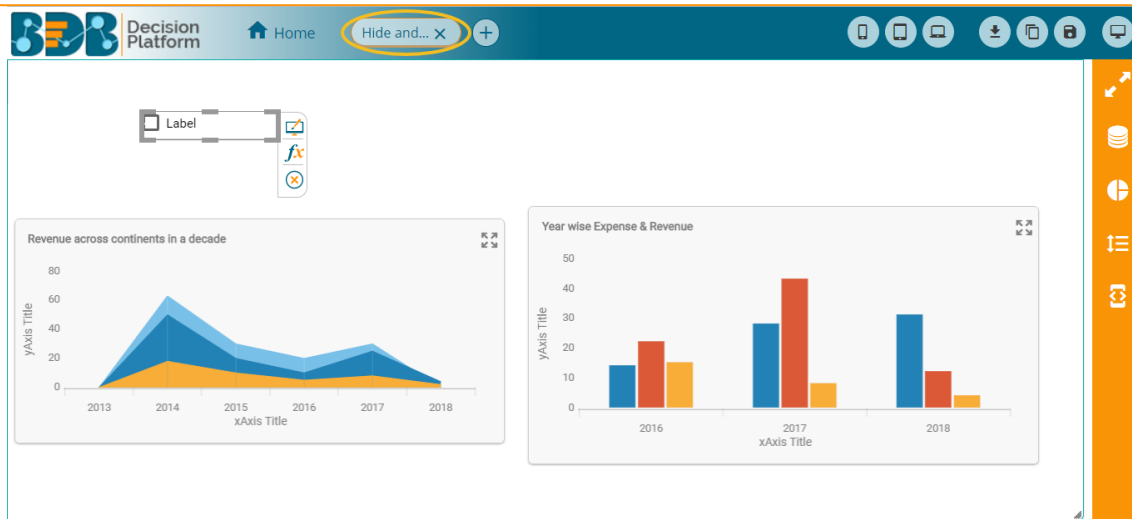 BDB Decision Platform
Home
Hide and...
Label
fx
Revenue across continents in a decade
80
60
40
20
0
yAxis Title
2013 2014 2015 2016 2017 2018
xAxis Title
Year wise Expense & Revenue
50
40
30
20
10
0
yAxis Title
2016 2017 2018
xAxis Title